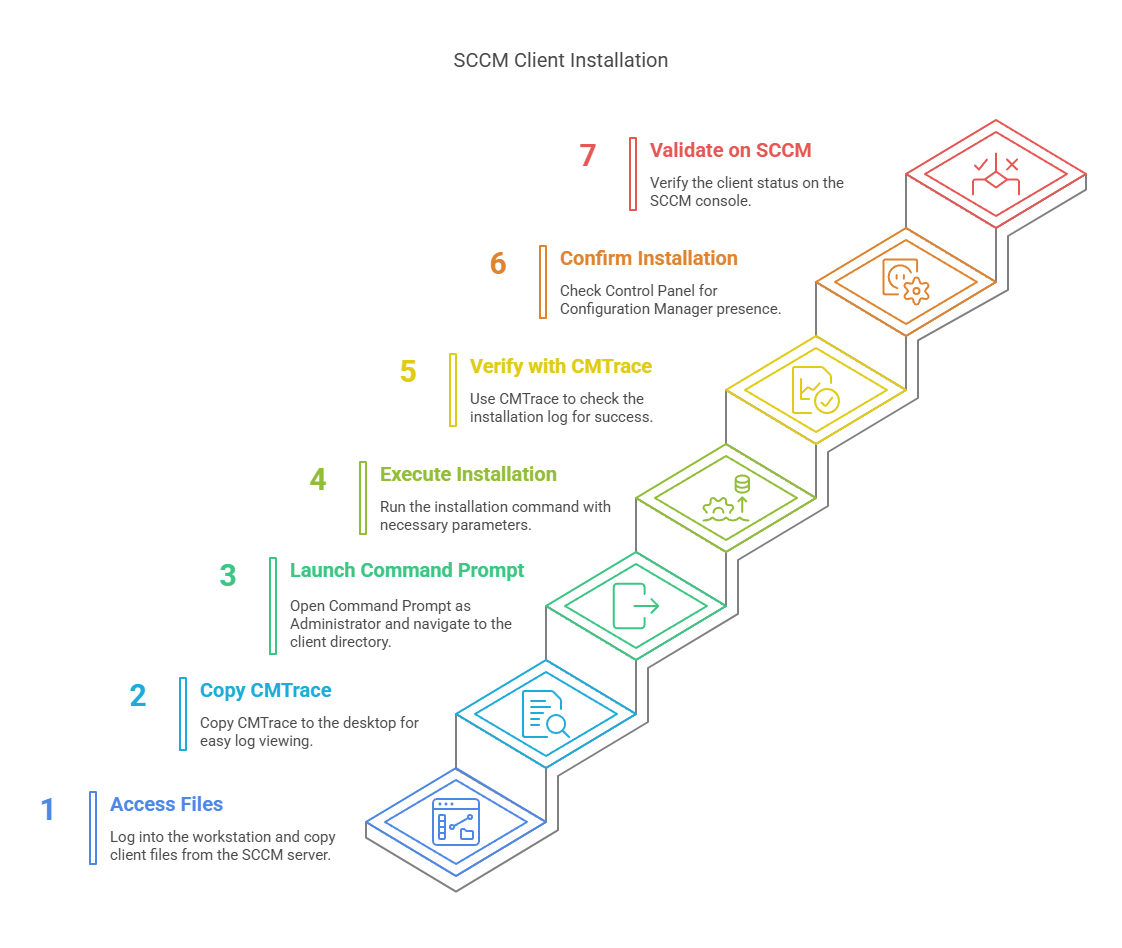 SCCM Client Installation
7
Validate on SCCM
Verify the client status on the
SCCM console.
6
Confirm Installation
Check Control Panel for
Configuration Manager presence.
5
Verify with CMTrace
Use CMTrace to check the
installation log for success.
4
Execute Installation
Run the installation command with
necessary parameters.
3
Launch Command Prompt
Open Command Prompt as
Administrator and navigate to the
client directory.
2
Copy CMTrace
Copy CMTrace to the desktop for
easy log viewing.
1
Access Files
Log into the workstation and copy
client files from the SCCM server.